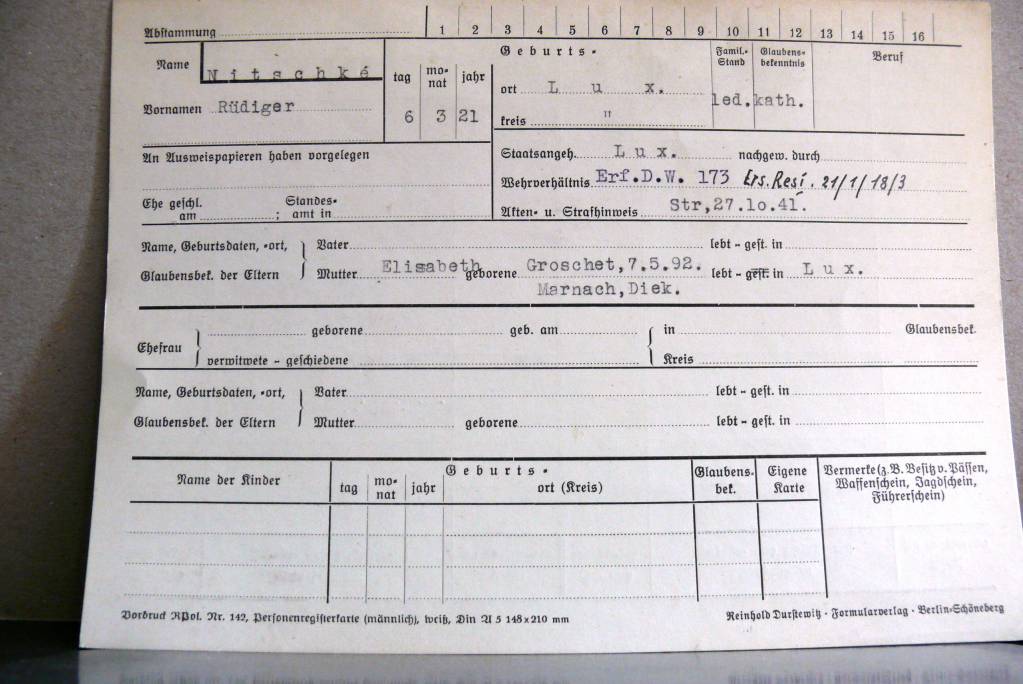 Abstammung 1 2 3 4 5 6 7 8 9 10 11 12 13 14 15 16
Name Nitschké
Vornamen Rüdiger
tag monat jahr
6 3 21
Geburts-
ort Lux.
kreis "
Famil.-Stand
led.
Glaubens-bekenntnis
kath.
Beruf
An Ausweispapieren haben vorgelegen
Staatsangeh. Lux. nachgew. durch
Wehrverhältnis Erf.D.W. 173 Ers.Resi. 21/1/18/3
Ehe geschl. am ; Standes-amt in
Akten- u. Strafhinweis Str,27.10.41.
Name, Geburtsdaten, -ort, Vater lebt - gest. in
Glaubensbek. der Eltern Mutter Elisabeth geborene Groschet,7.5.92. lebt - gest. in Lux.
Marnach,Diek.
Ehefrau geborene geb. am in Glaubensbek.
verwitwete - geschiedene Kreis
Name, Geburtsdaten, -ort, Vater lebt - gest. in
Glaubensbek. der Eltern Mutter geborene lebt - gest. in
Name der Kinder
Geburts-
tag monat jahr ort (Kreis)
Glaubens-bek.
Eigene Karte
Vermerke (z. B. Besitz v. Pässen,
Waffenschein, Jagdschein,
Führerschein)
Vordruck RPol. Nr. 142, Personenregisterkarte (männlich), weiß, Din A 5 148x210 mm
Reinhold Durstewitz · Formularverlag · Berlin-Schöneberg